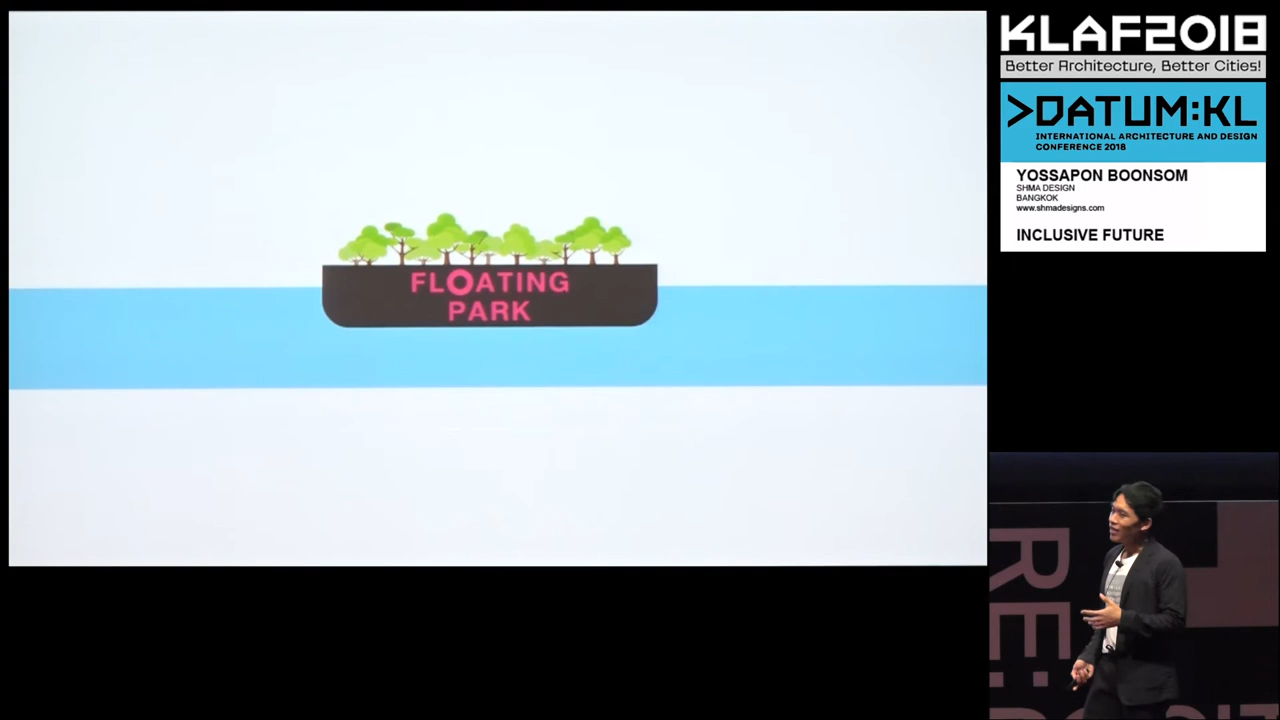 FLOATING
PARK
KLAF2018
Better Architecture, Better Cities!
>DATUM:KL
INTERNATIONAL ARCHITECTURE AND DESIGN
CONFERENCE 2018
YOSSAPON BOONSOM
SHMA DESIGN
BANGKOK
www.shmadesigns.com
INCLUSIVE FUTURE
RE: